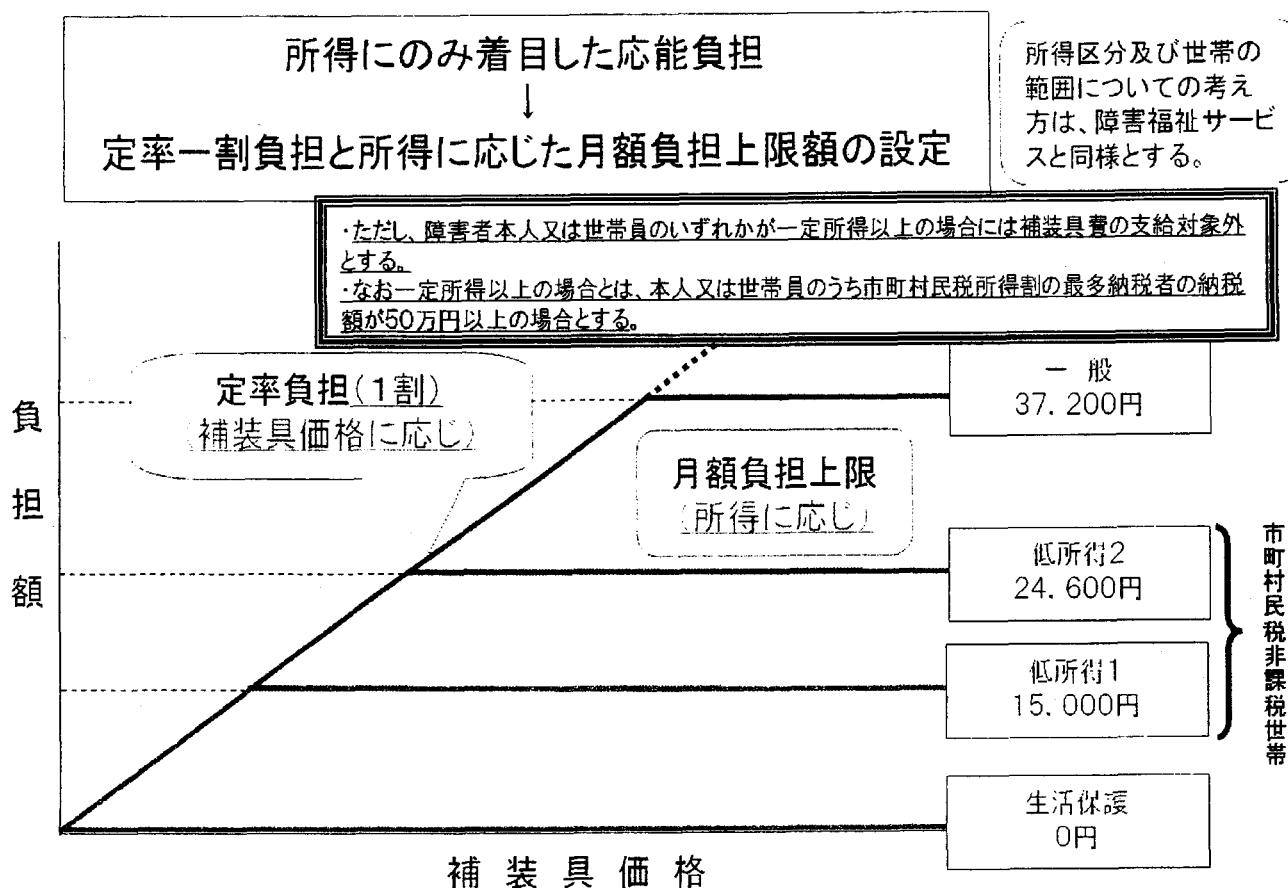 所得にのみ着目した応能負担
↓
定率一割負担と所得に応じた月額負担上限額の設定
所得区分及び世帯の
範囲についての考え
方は、障害福祉サービ
スと同様とする。
・ただし、障害者本人又は世帯員のいずれかが一定所得以上の場合には補装具費の支給対象外
とする。
・なお一定所得以上の場合とは、本人又は世帯員のうち市町村民税所得割の最多納税者の納税
額が50万円以上の場合とする。
定率負担(1割)
(補装具価格に応じ)
月額負担上限
(所得に応じ)
負担額
一般
37.200円
低所得2
24.600円
低所得1
15.000円
生活保護
0円
市町村民税非課税世帯
補装具価格